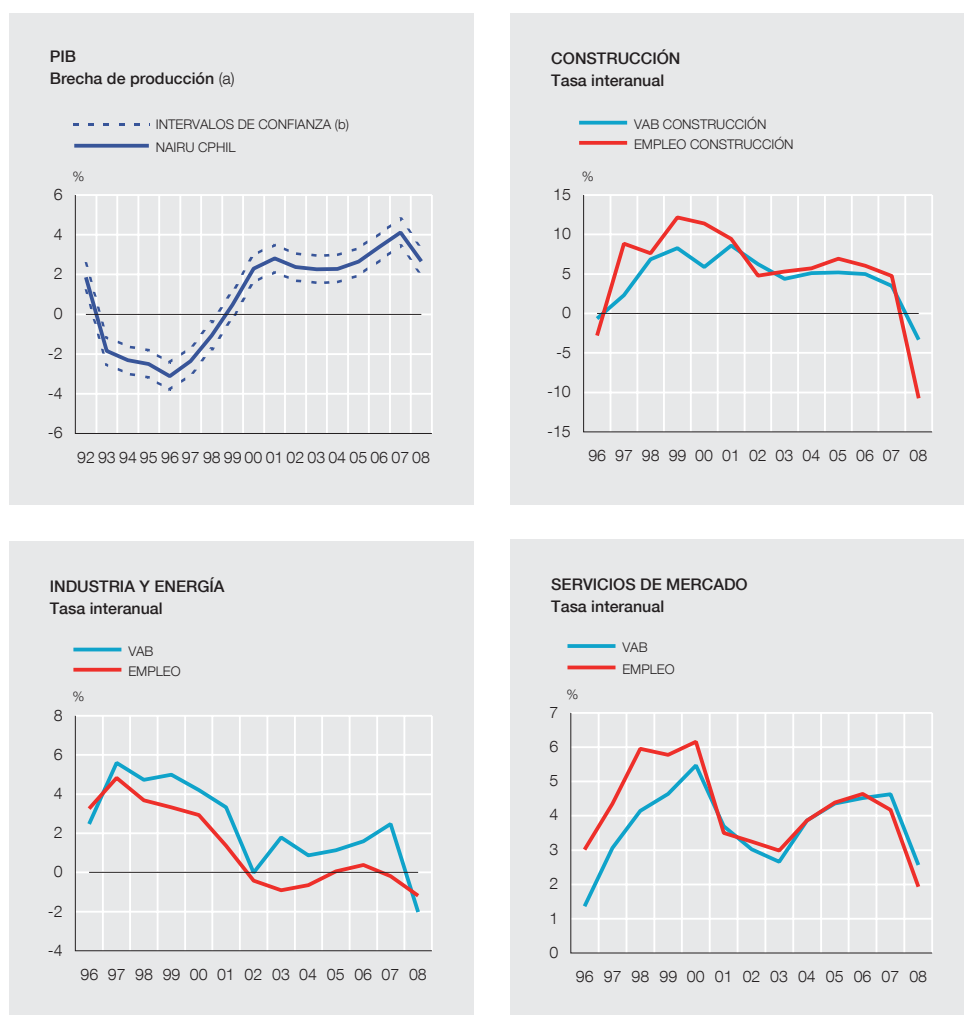 PIB
Brecha de producción (a)
INTERVALOS DE CONFIANZA (b)
NAIRU CPHIL
%
6
4
2
0
-2
-4
-6
92 93 94 95 96 97 98 99 00 01 02 03 04 05 06 07 08
CONSTRUCCIÓN
Tasa interanual
VAB CONSTRUCCIÓN
EMPLEO CONSTRUCCIÓN
%
15
10
5
0
-5
-10
-15
96 97 98 99 00 01 02 03 04 05 06 07 08
INDUSTRIA Y ENERGÍA
Tasa interanual
VAB
EMPLEO
%
8
6
4
2
0
-2
-4
96 97 98 99 00 01 02 03 04 05 06 07 08
SERVICIOS DE MERCADO
Tasa interanual
VAB
EMPLEO
%
7
6
5
4
3
2
1
0
96 97 98 99 00 01 02 03 04 05 06 07 08